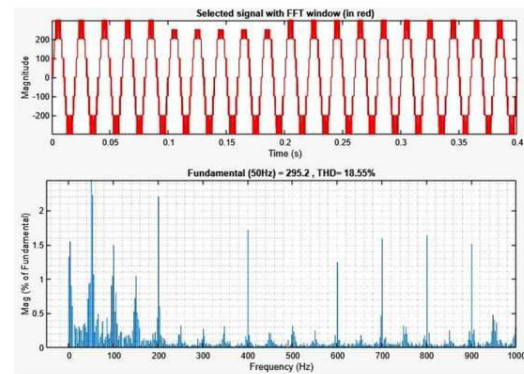 Selected signal with FFT window (in red)
200
100
0
-100
-200
Magnitude
0 0.05 0.1 0.15 0.2 0.25 0.3 0.35 0.4
Time (s)
Fundamental (50Hz) = 295.2 , THD= 18.55%
2
1.5
1
0.5
0
Mag (% of Fundamental)
0 100 200 300 400 500 600 700 800 900 1000
Frequency (Hz)